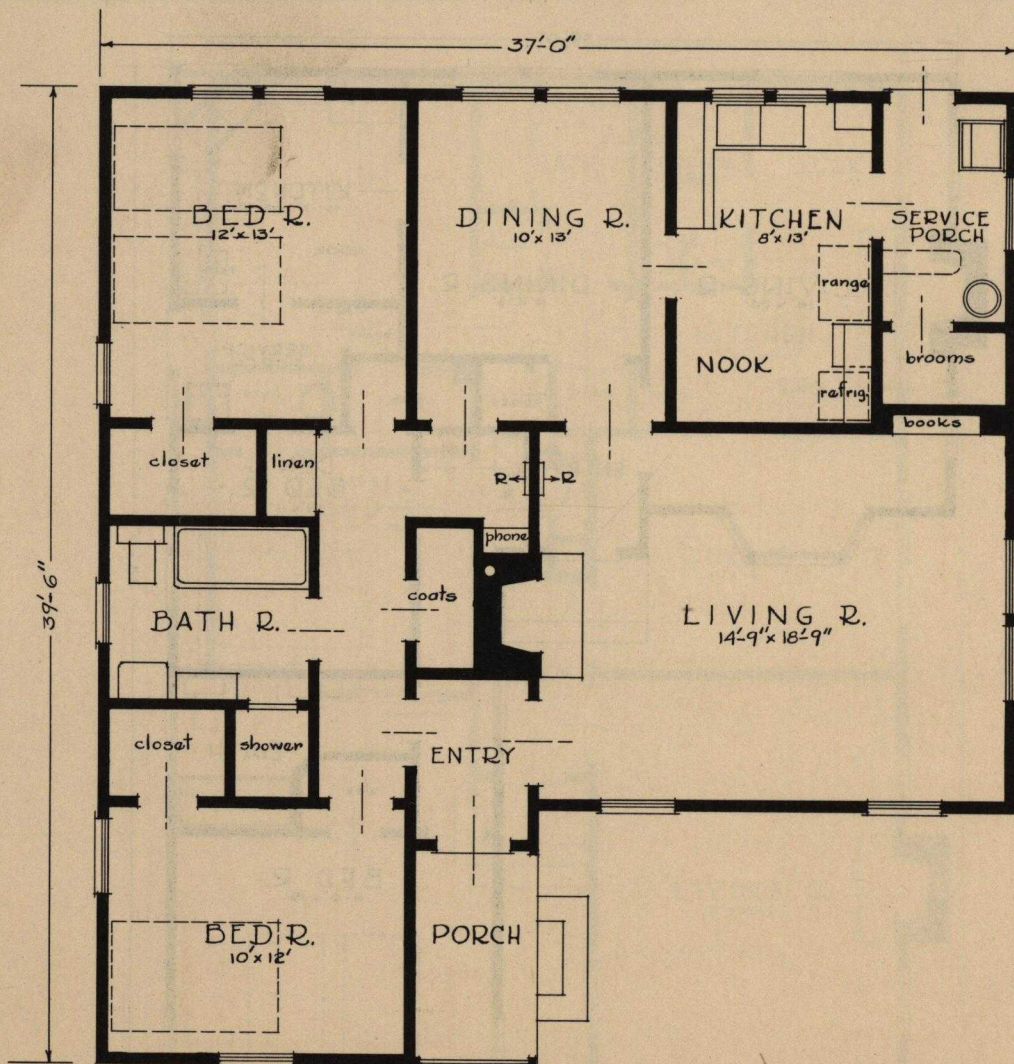 37'-0"
39'-6"
BED R.
12' x 13'
DINING R.
10' x 13'
KITCHEN
8' x 13'
SERVICE
PORCH
range
NOOK
refrig.
brooms
books
closet
linen
R
R
phone
coats
BATH R.
LIVING R.
14'-9" x 18'-9"
closet
shower
ENTRY
BED R.
10' x 12'
PORCH